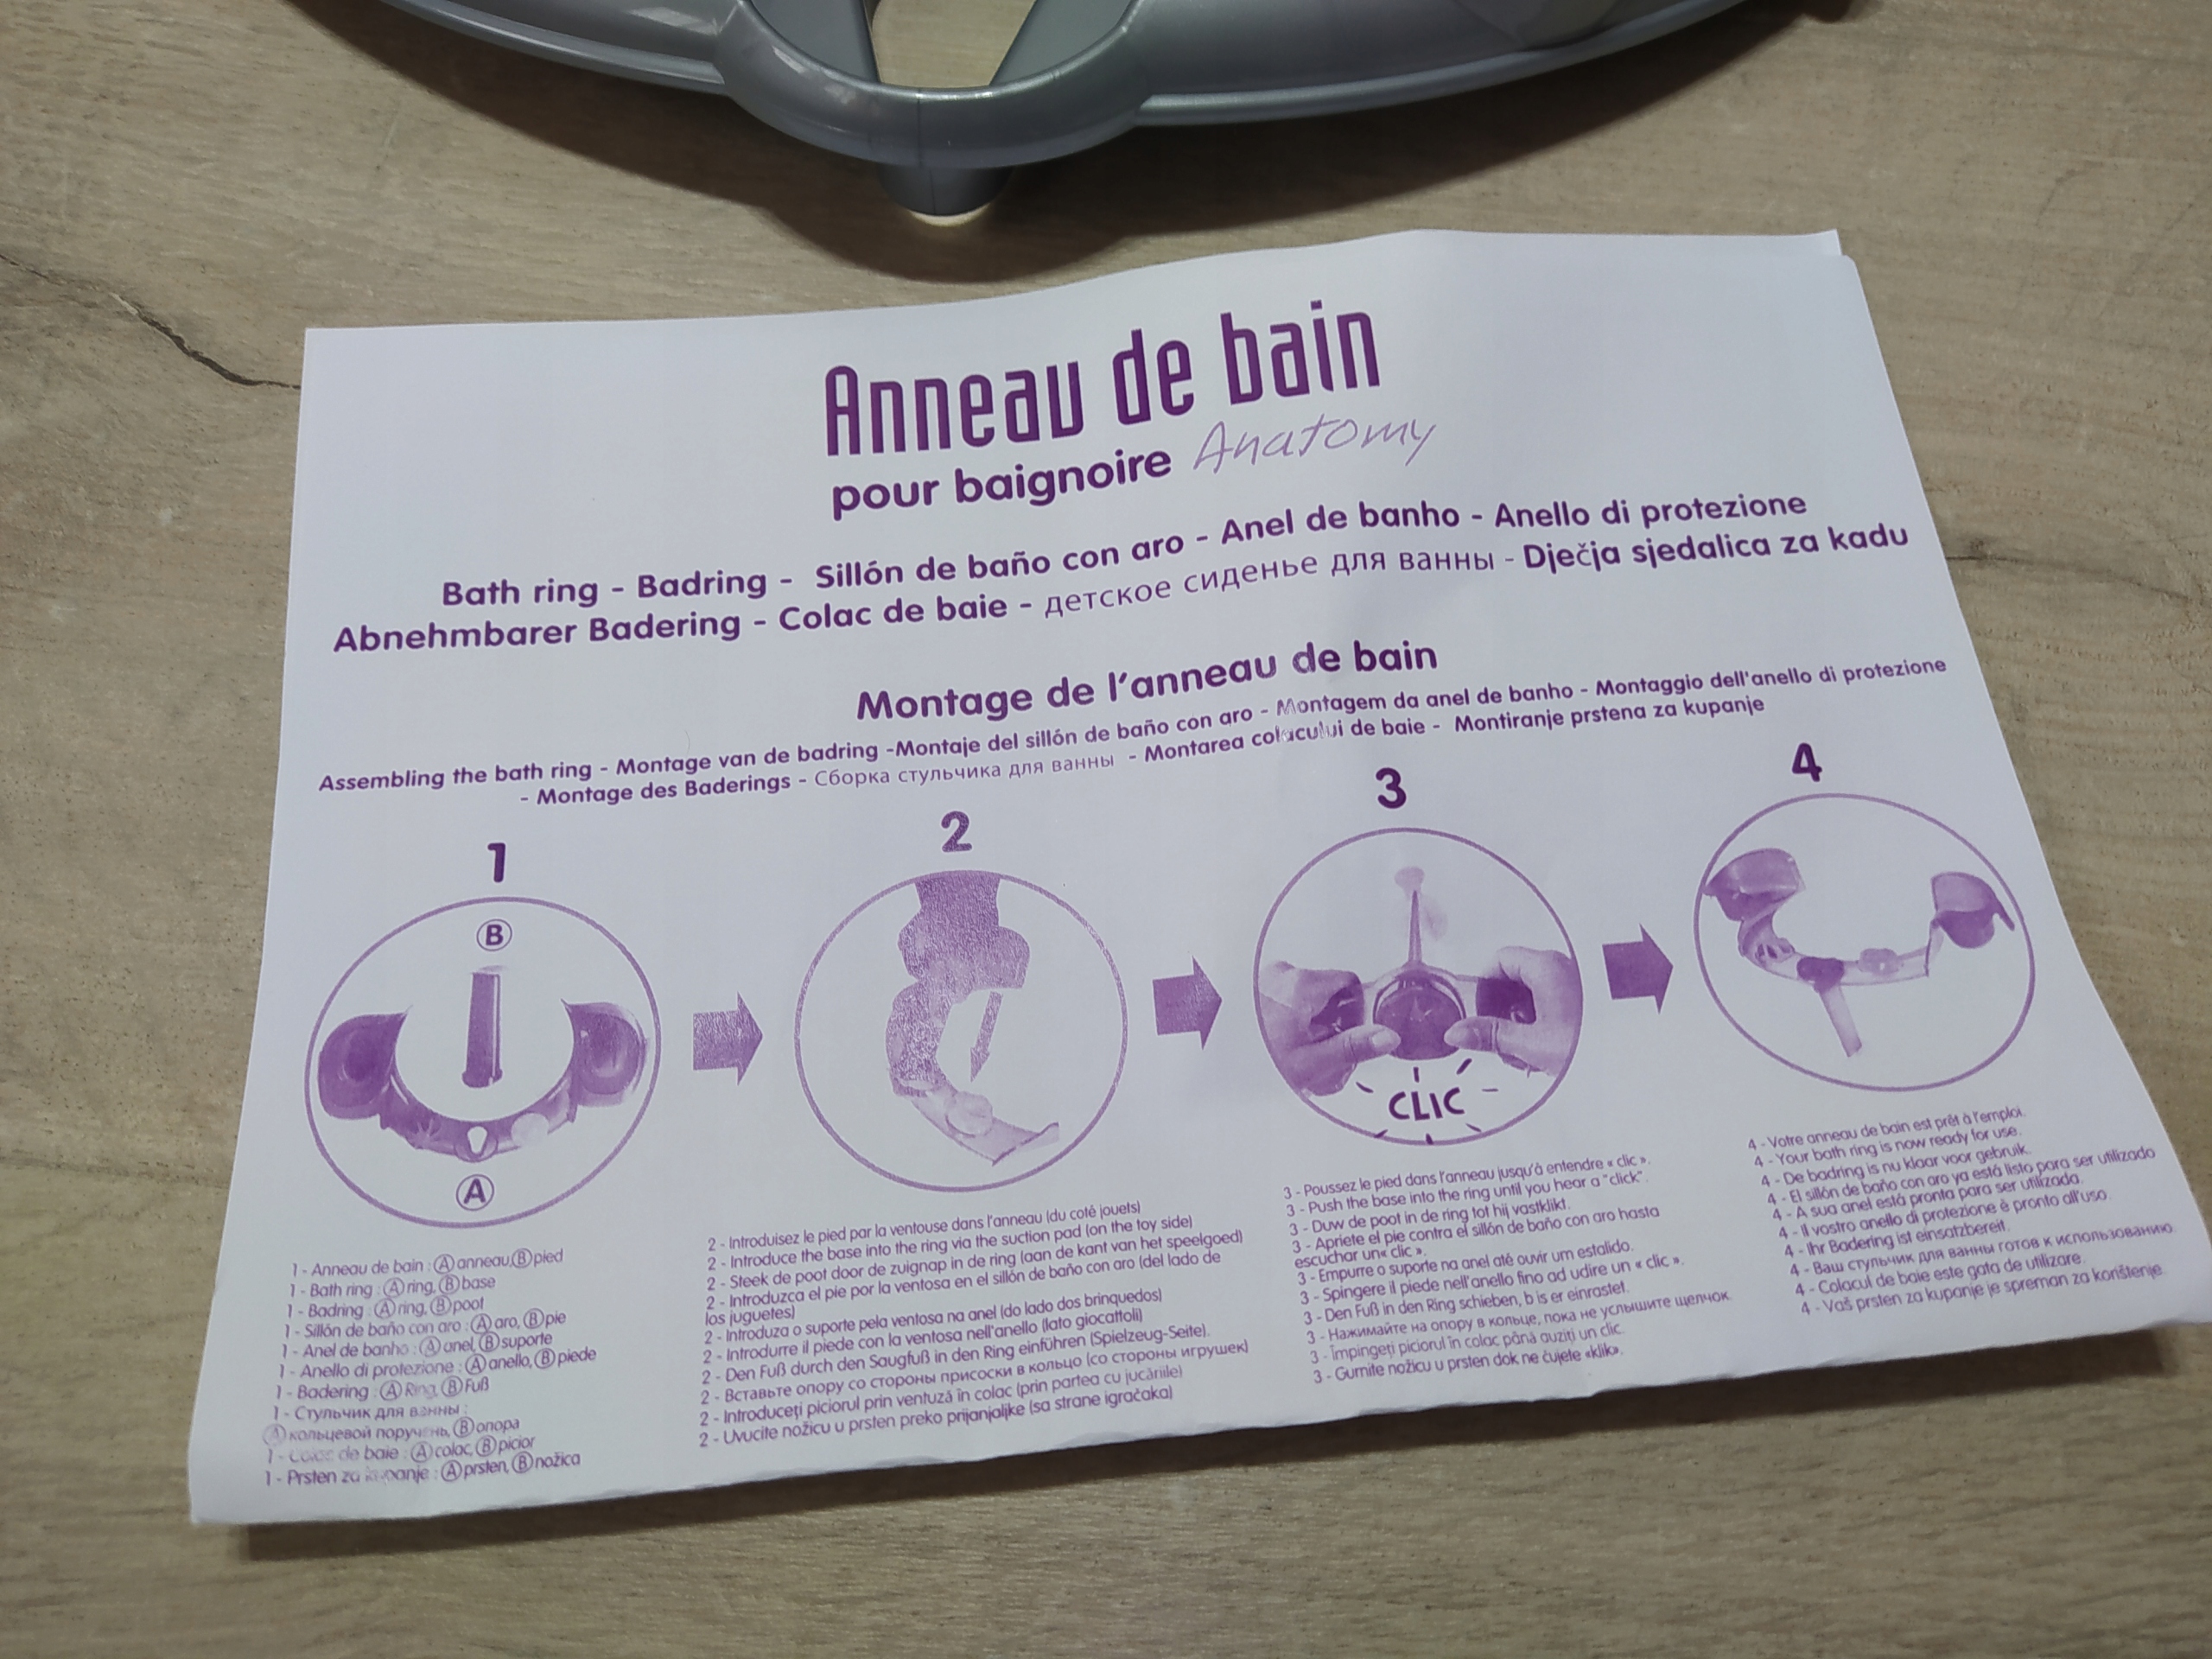 Anneau de bain
pour baignoire Anatomy
Bath ring - Badring - Sillón de baño con aro - Anel de banho - Anello di protezione
Abnehmbarer Badering - Colac de baie - детское сиденье для ванны - Dječja sjedalica za kadu
Montage de l'anneau de bain
Assembling the bath ring - Montage van de badring -Montaje del sillón de baño con aro - Montagem da anel de banho - Montaggio dell'anello di protezione
- Montage des Baderings - Сборка стульчика для ванны - Montarea colacului de baie - Montiranje prstena za kupanje
1
B
A
1 - Anneau de bain : A anneau, B pied
1 - Bath ring : A ring, B base
1 - Badring : A ring, B poot
1 - Sillón de baño con aro : A aro, B pie
1 - Anel de banho : A anel, B suporte
1 - Anello di protezione : A anello, B piede
1 - Badering : A Ring, B Fuß
1 - Стульчик для ванны :
A кольцевой поручень, B опора
1 - Colac de baie : A colac, B picior
1 - Prsten za kupanje : A prsten, B nožica
2
2 - Introduisez le pied par la ventouse dans l'anneau (du coté jouets)
2 - Introduce the base into the ring via the suction pad (on the toy side)
2 - Steek de poot door de zuignap in de ring (aan de kant van het speelgoed)
2 - Introduzca el pie por la ventosa en el sillón de baño con aro (del lado de
los juguetes)
2 - Introduza o suporte pela ventosa na anel (do lado dos brinquedos)
2 - Introdurre il piede con la ventosa nell'anello (lato giocattoli)
2 - Den Fuß durch den Saugfuß in den Ring einführen (Spielzeug-Seite).
2 - Вставьте опору со стороны присоски в кольцо (со стороны игрушек)
2 - Introduceți piciorul prin ventuză în colac (prin partea cu jucăriile)
2 - Uvucite nožicu u prsten preko prijanjaljke (sa strane igračaka)
3
CLIC
3 - Poussez le pied dans l'anneau jusqu'à entendre « clic ».
3 - Push the base into the ring until you hear a "click".
3 - Duw de poot in de ring tot hij vastklikt.
3 - Apriete el pie contra el sillón de baño con aro hasta
escuchar un« clic ».
3 - Empurre o suporte na anel até ouvir um estalido.
3 - Spingere il piede nell'anello fino ad udire un « clic ».
3 - Den Fuß in den Ring schieben, b is er einrastet.
3 - Нажимайте на опору в кольце, пока не услышите щелчок.
3 - Împingeți piciorul în colac până auziți un clic.
3 - Gurnite nožicu u prsten dok ne čujete «klik».
4
4 - Votre anneau de bain est prêt à l'emploi.
4 - Your bath ring is now ready for use.
4 - De badring is nu klaar voor gebruik.
4 - El sillón de baño con aro ya está listo para ser utilizado
4 - A sua anel está pronta para ser utilizada.
4 - Il vostro anello di protezione è pronto all'uso.
4 - Ihr Badering ist einsatzbereit.
4 - Ваш стульчик для ванны готов к использованию
4 - Colacul de baie este gata de utilizare.
4 - Vaš prsten za kupanje je spreman za korištenje.